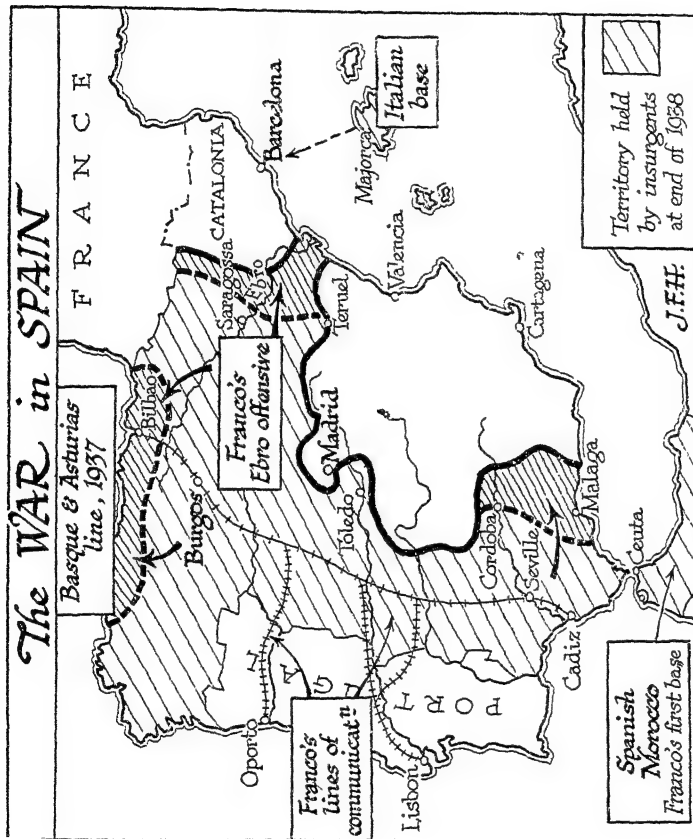 The WAR in SPAIN
FRANCE
Basque & Asturias
line, 1937
Bilbao
Burgos
Franco's
Ebro offensive
Saragossa
Ebro
CATALONIA
Barcelona
Majorca
Italian
base
Teruel
Valencia
Madrid
Toledo
Oporto
Franco's
lines of
communicatn
Lisbon
PORTUGAL
Cordoba
Seville
Malaga
Cartagena
Cadiz
Ceuta
Spanish
Morocco
Franco's first base
Territory held
by insurgents
at end of 1938
J.F.H.